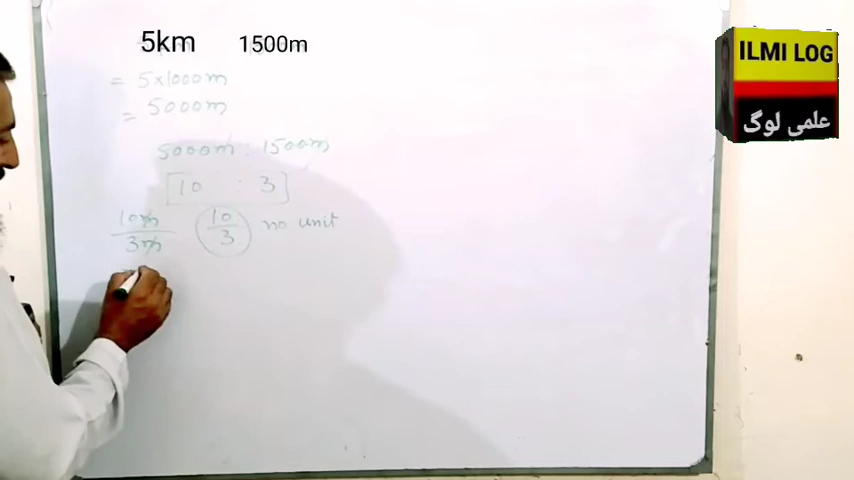 5km 1500m
= 5x1000m
= 5000m
5000m : 1500m
10 : 3
10m 10 no unit
3m 3
ILMI LOG
علمی لوگ